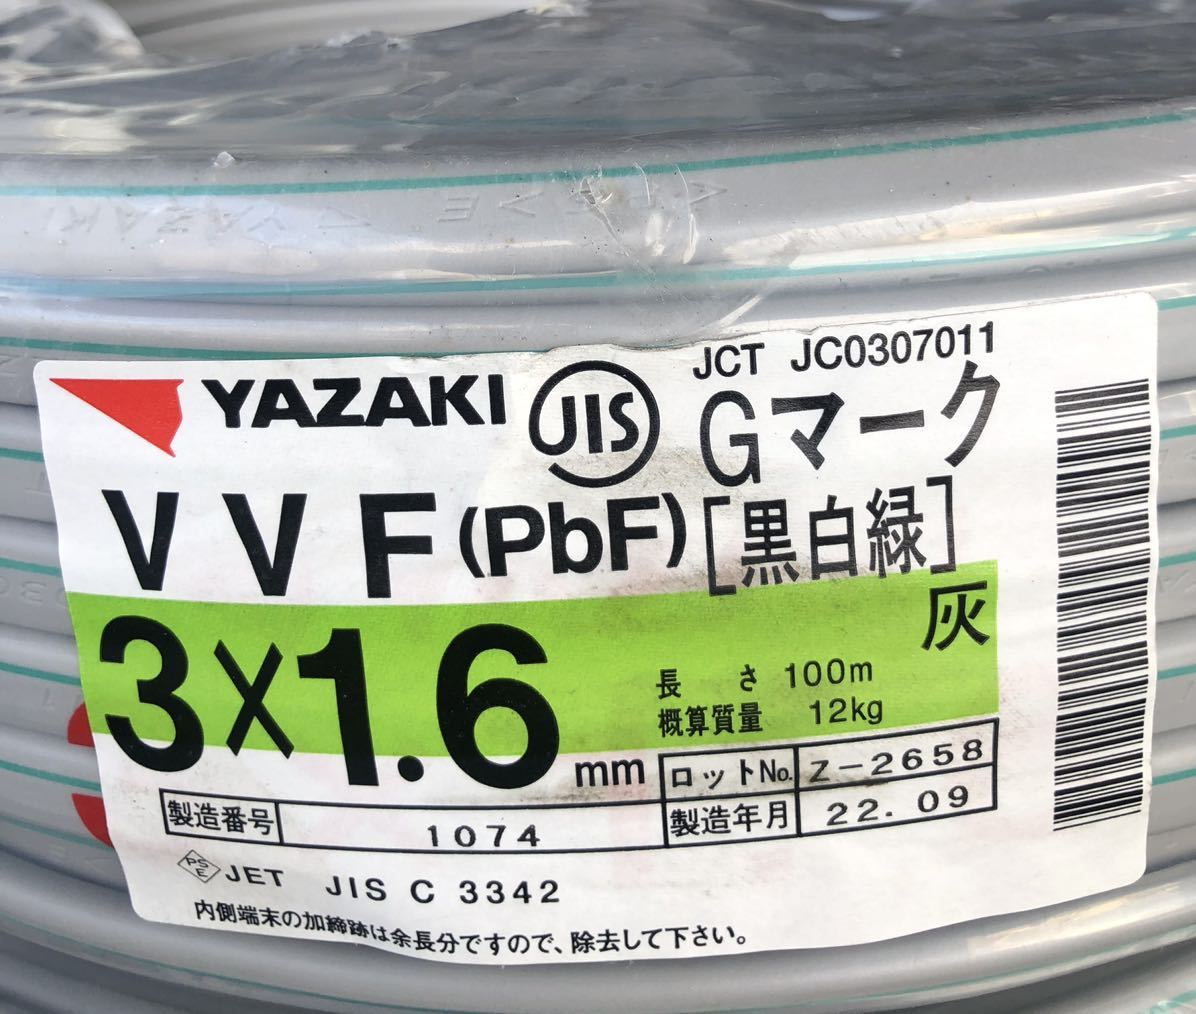 YAZAKI
YAZAKI JIS JCT JC0307011
Gマーク
VVF(PbF)[黒白緑]
灰
3×1.6mm
長さ 100m
概算質量 12kg
ロットNo. Z-2658
製造年月 22.09
製造番号 1074
PSE JET JIS C 3342
内側端末の加締跡は余長分ですので、除去して下さい。